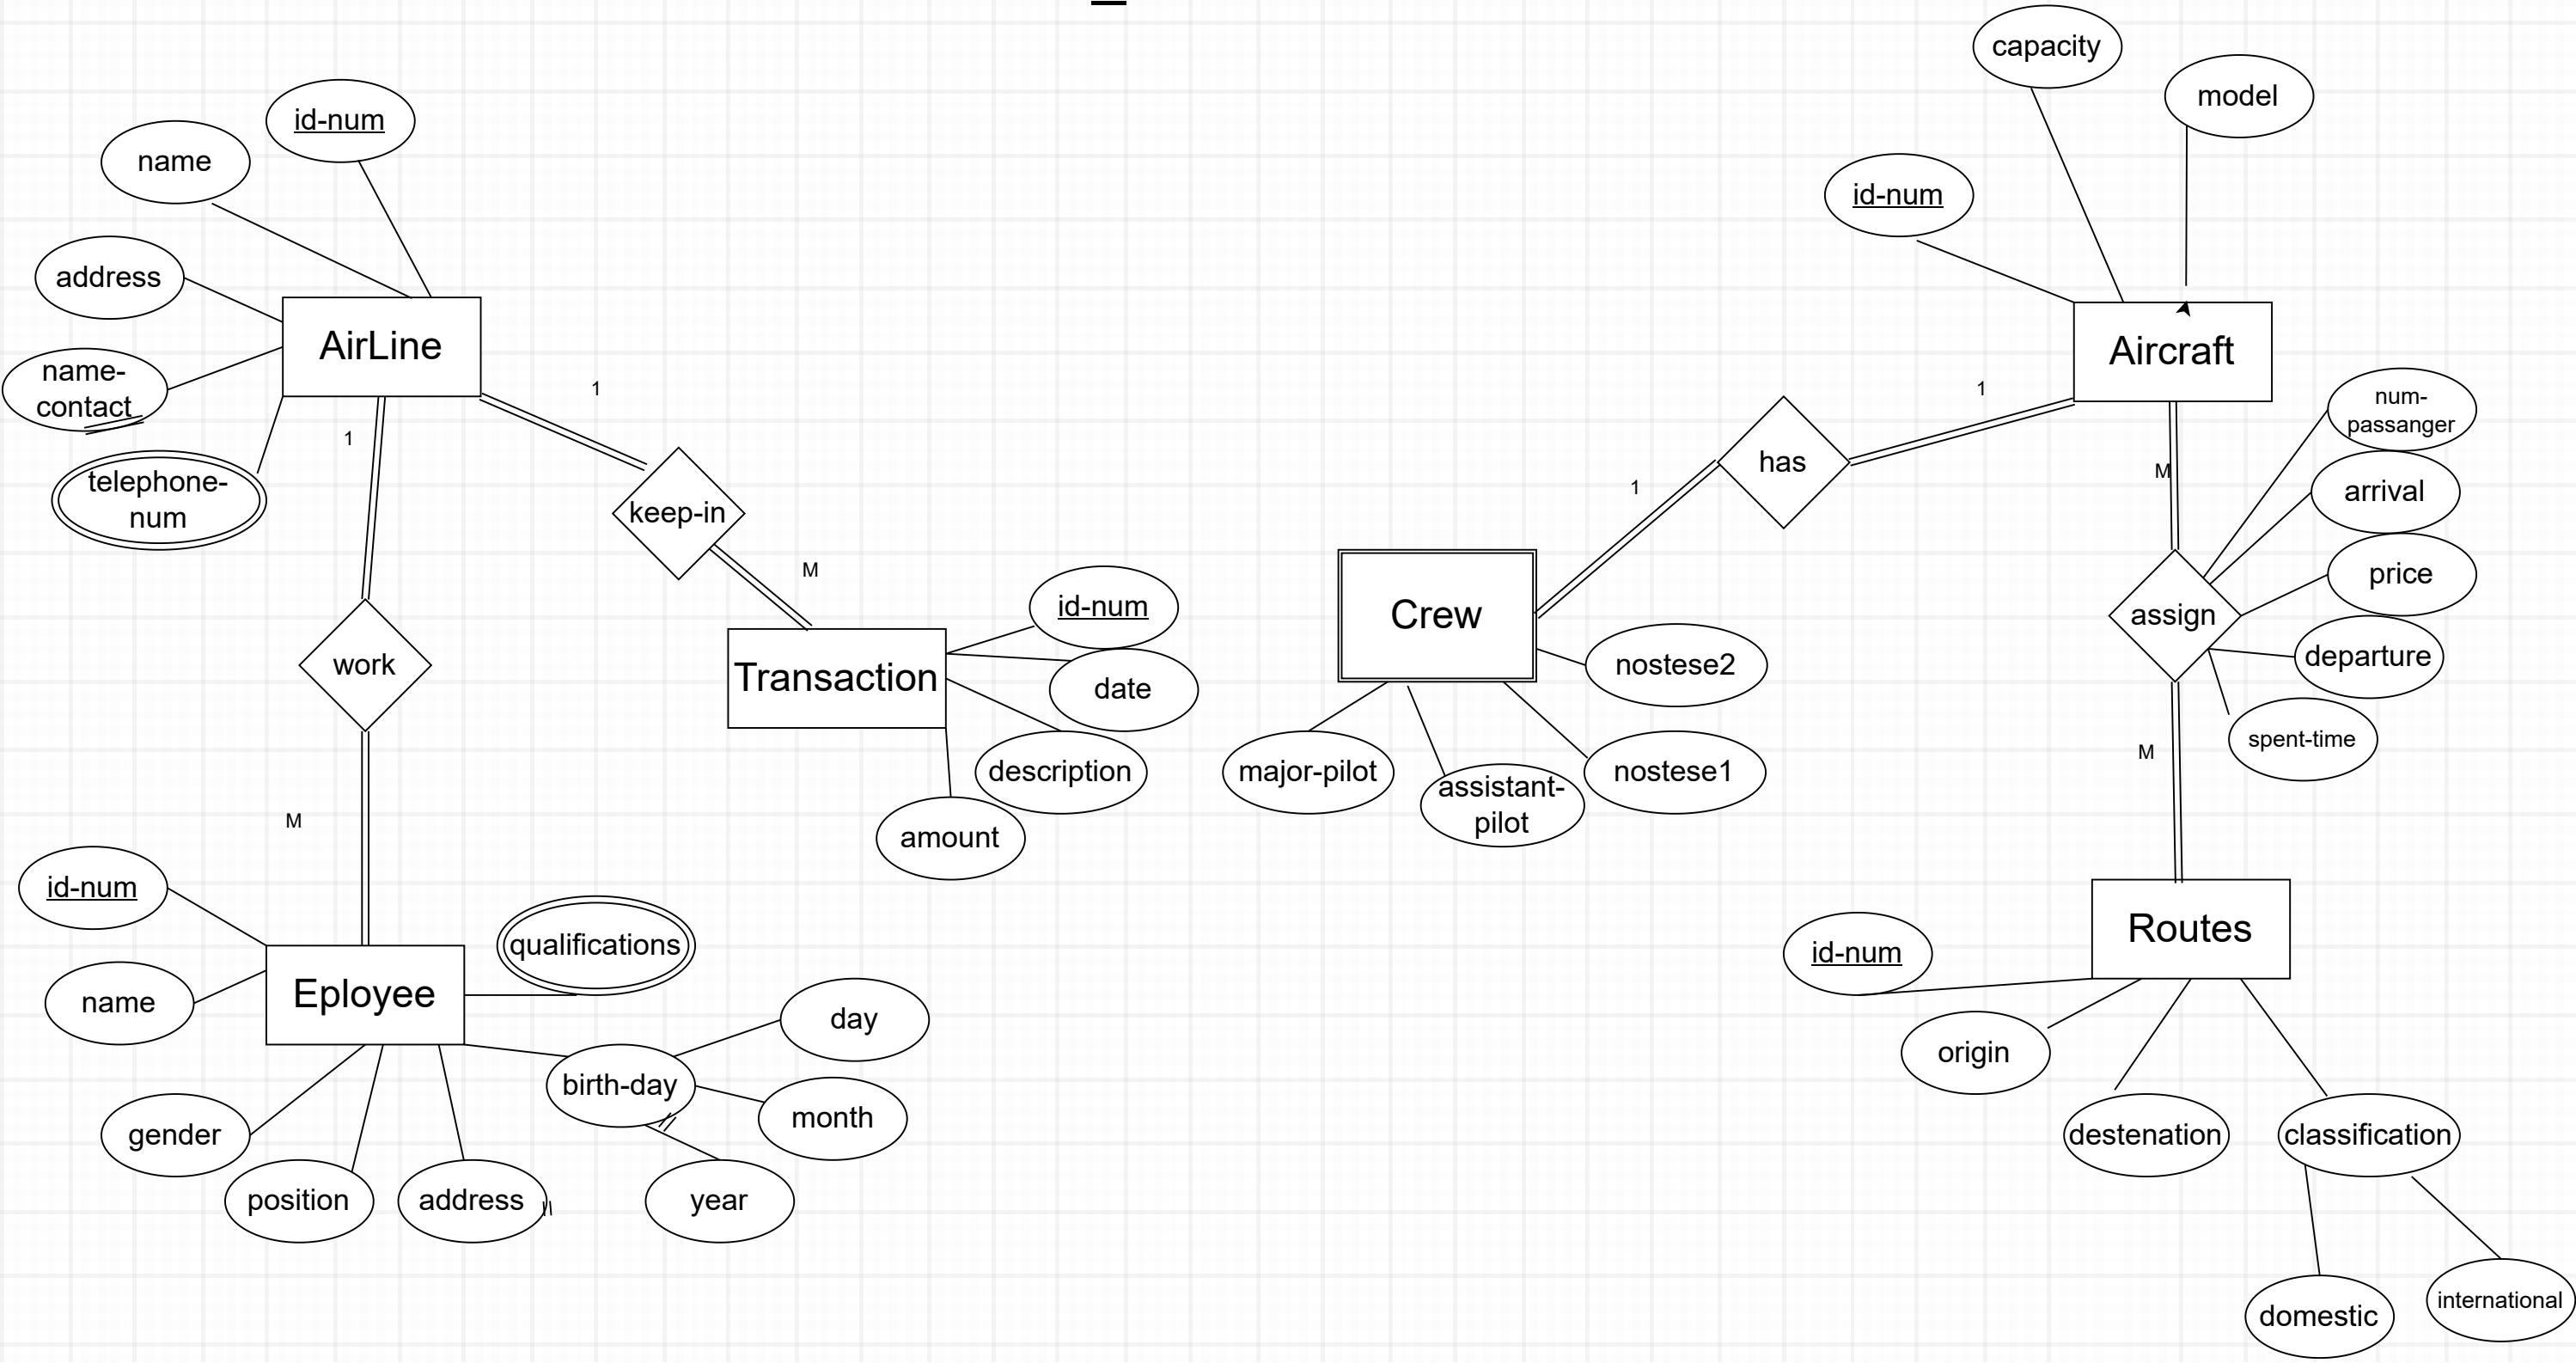 capacity
model
id-num
name
id-num
address
AirLine
name-
contact
telephone-
num
1
1
keep-in
M
work
M
Transaction
id-num
date
description
amount
id-num
name
Eployee
qualifications
gender
position
address
birth-day
day
month
year
Aircraft
1
has
1
Crew
nostese2
nostese1
major-pilot
assistant-
pilot
M
num-
passanger
arrival
price
assign
departure
spent-time
M
Routes
id-num
origin
destenation
classification
domestic
international